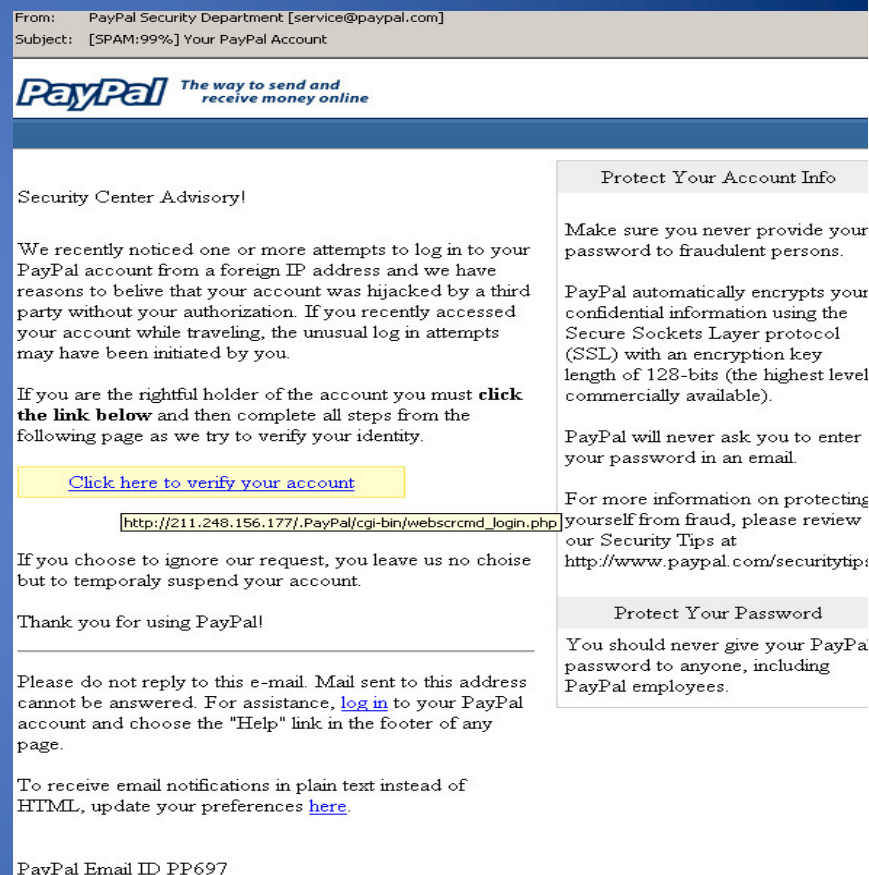 From: PayPal Security Department [service@paypal.com]
Subject: [SPAM:99%] Your PayPal Account
PayPal The way to send and
receive money online
Security Center Advisory!
We recently noticed one or more attempts to log in to your
PayPal account from a foreign IP address and we have
reasons to belive that your account was hijacked by a third
party without your authorization. If you recently accessed
your account while traveling, the unusual log in attempts
may have been initiated by you.
If you are the rightful holder of the account you must click
the link below and then complete all steps from the
following page as we try to verify your identity.
Click here to verify your account
http://211.248.156.177/.PayPal/cgi-bin/webscrcmd_login.php
If you choose to ignore our request, you leave us no choise
but to temporaly suspend your account.
Thank you for using PayPal!
Please do not reply to this e-mail. Mail sent to this address
cannot be answered. For assistance, log in to your PayPal
account and choose the "Help" link in the footer of any
page.
To receive email notifications in plain text instead of
HTML, update your preferences here.
PayPal Email ID PP697
Protect Your Account Info
Make sure you never provide your
password to fraudulent persons.
PayPal automatically encrypts your
confidential information using the
Secure Sockets Layer protocol
(SSL) with an encryption key
length of 128-bits (the highest level
commercially available).
PayPal will never ask you to enter
your password in an email.
For more information on protecting
yourself from fraud, please review
our Security Tips at
http://www.paypal.com/securitytips
Protect Your Password
You should never give your PayPal
password to anyone, including
PayPal employees.